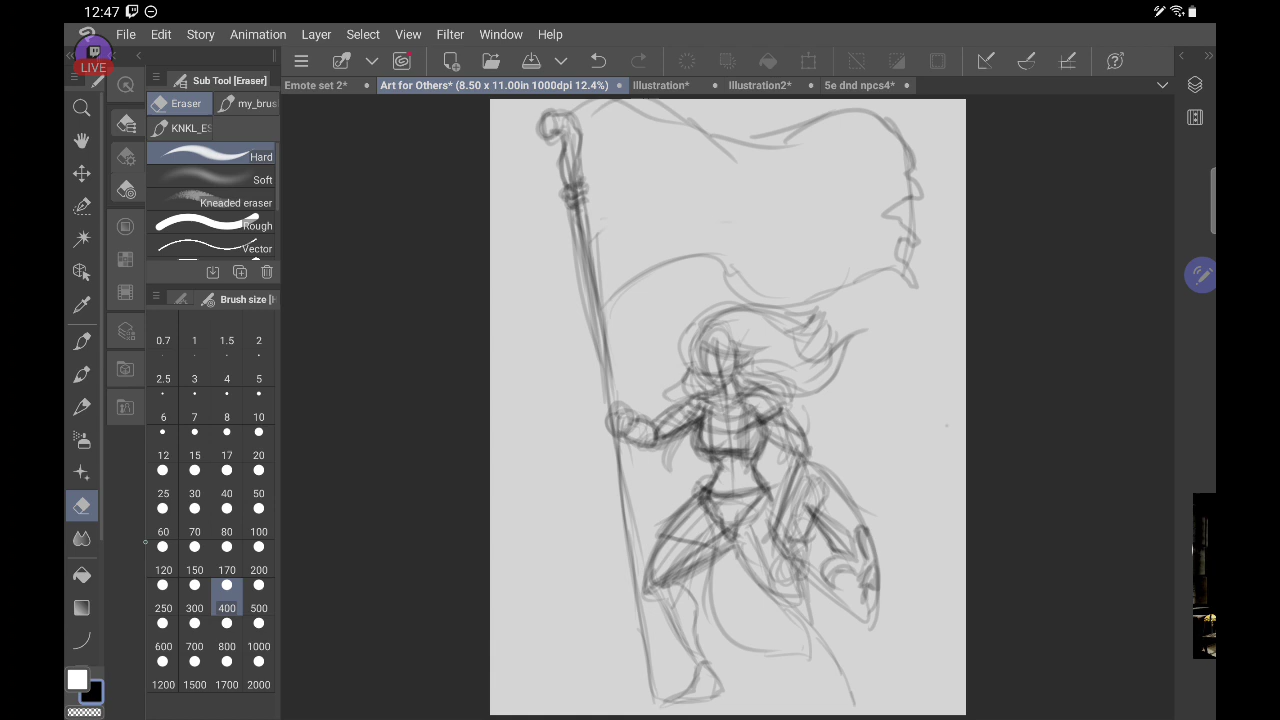 12:47
File Edit Story Animation Layer Select View Filter Window Help
LIVE
Sub Tool [Eraser]
Emote set 2* Art for Others* (8.50 x 11.00in 1000dpi 12.4%) Illustration* Illustration2* 5e dnd npcs4*
Eraser my_brus
KNKL_ES
Hard
Soft
Kneaded eraser
Rough
Vector
Brush size [H
0.7 1 1.5 2
2.5 3 4 5
6 7 8 10
12 15 17 20
25 30 40 50
60 70 80 100
120 150 170 200
250 300 400 500
600 700 800 1000
1200 1500 1700 2000